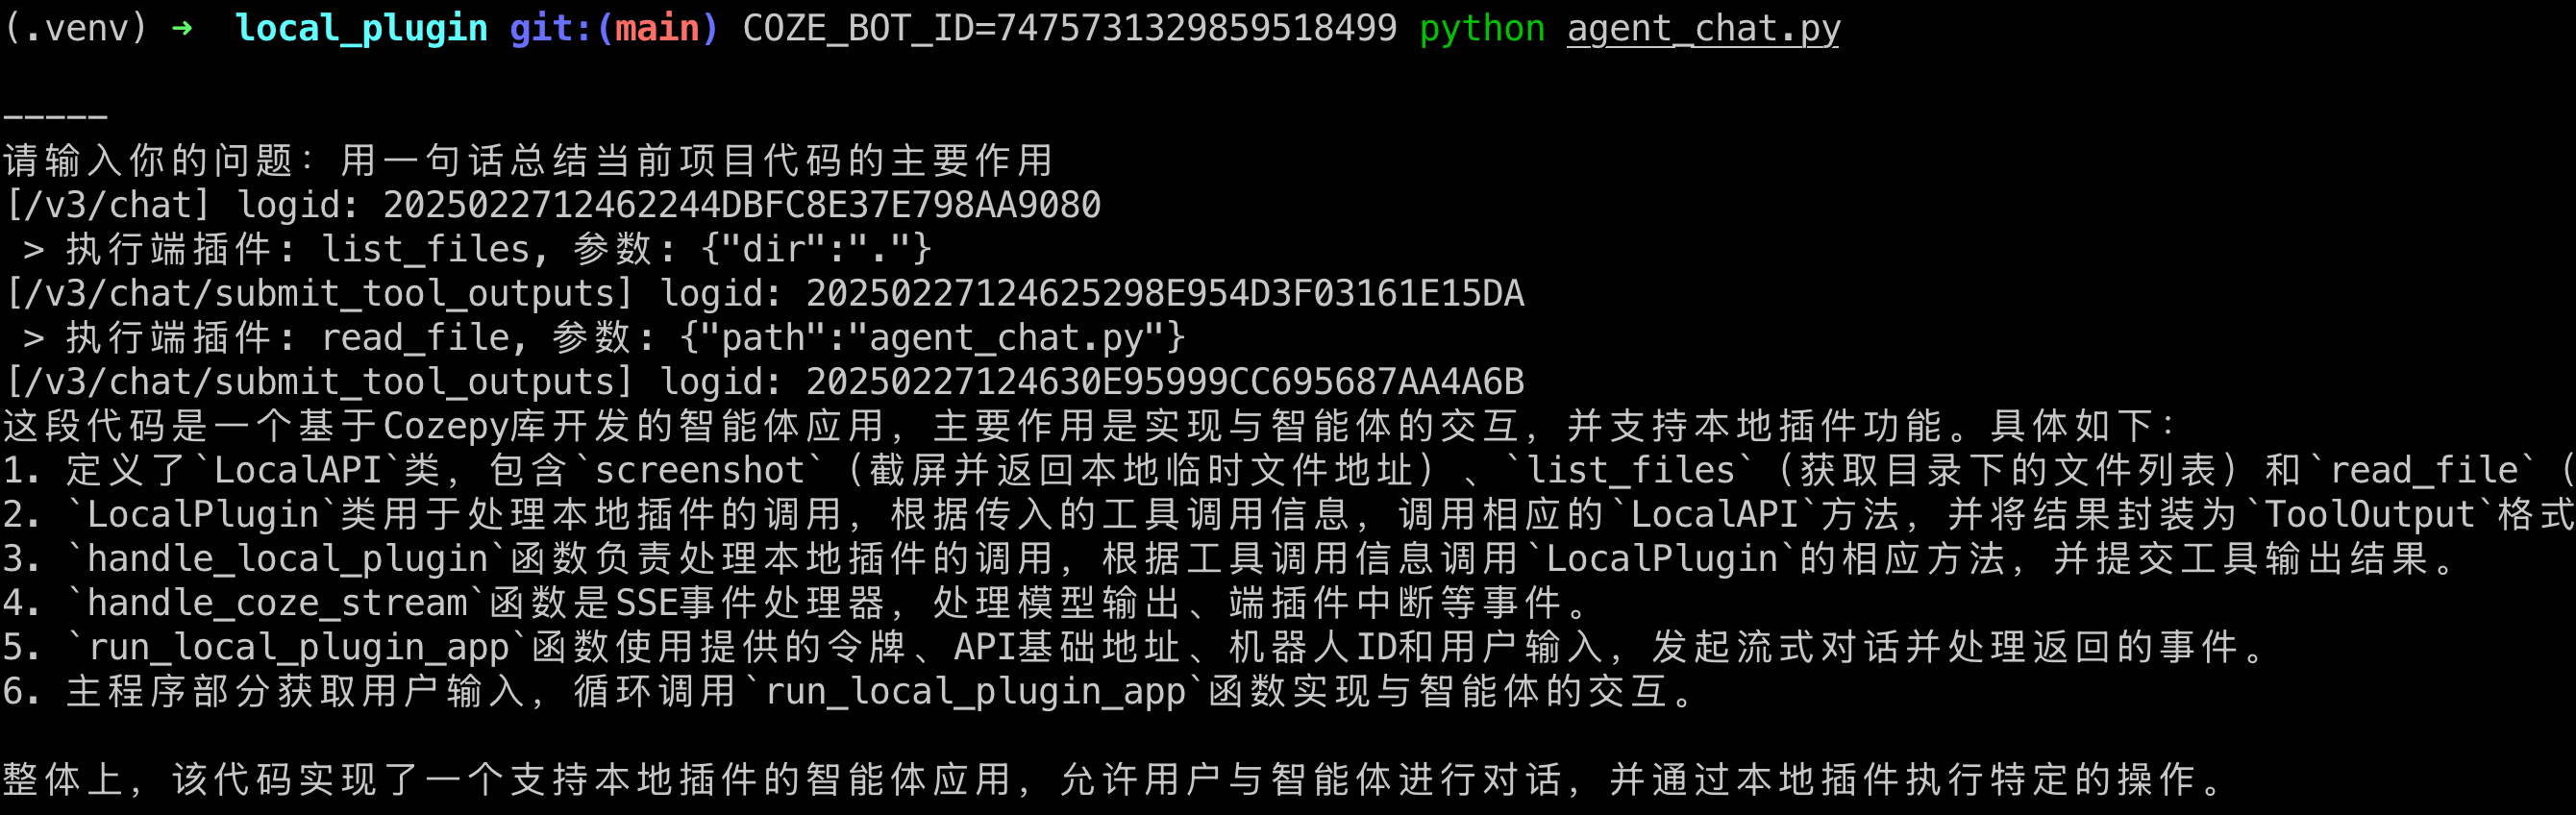 (.venv) ➜  local_plugin git:(main) COZE_BOT_ID=7475731329859518499 python agent_chat.py
-----
请输入你的问题: 用一句话总结当前项目代码的主要作用
[/v3/chat] logid: 2025022712462244DBFC8E37E798AA9080
 > 执行端插件: list_files, 参数: {"dir":"."}
[/v3/chat/submit_tool_outputs] logid: 20250227124625298E954D3F03161E15DA
 > 执行端插件: read_file, 参数: {"path":"agent_chat.py"}
[/v3/chat/submit_tool_outputs] logid: 20250227124630E95999CC695687AA4A6B
这段代码是一个基于Cozepy库开发的智能体应用，主要作用是实现与智能体的交互，并支持本地插件功能。具体如下：
1. 定义了`LocalAPI`类，包含`screenshot`（截屏并返回本地临时文件地址）、`list_files`（获取目录下的文件列表）和`read_file`（
2. `LocalPlugin`类用于处理本地插件的调用，根据传入的工具调用信息，调用相应的`LocalAPI`方法，并将结果封装为`ToolOutput`格式
3. `handle_local_plugin`函数负责处理本地插件的调用，根据工具调用信息调用`LocalPlugin`的相应方法，并提交工具输出结果。
4. `handle_coze_stream`函数是SSE事件处理器，处理模型输出、端插件中断等事件。
5. `run_local_plugin_app`函数使用提供的令牌、API基础地址、机器人ID和用户输入，发起流式对话并处理返回的事件。
6. 主程序部分获取用户输入，循环调用`run_local_plugin_app`函数实现与智能体的交互。
整体上，该代码实现了一个支持本地插件的智能体应用，允许用户与智能体进行对话，并通过本地插件执行特定的操作。